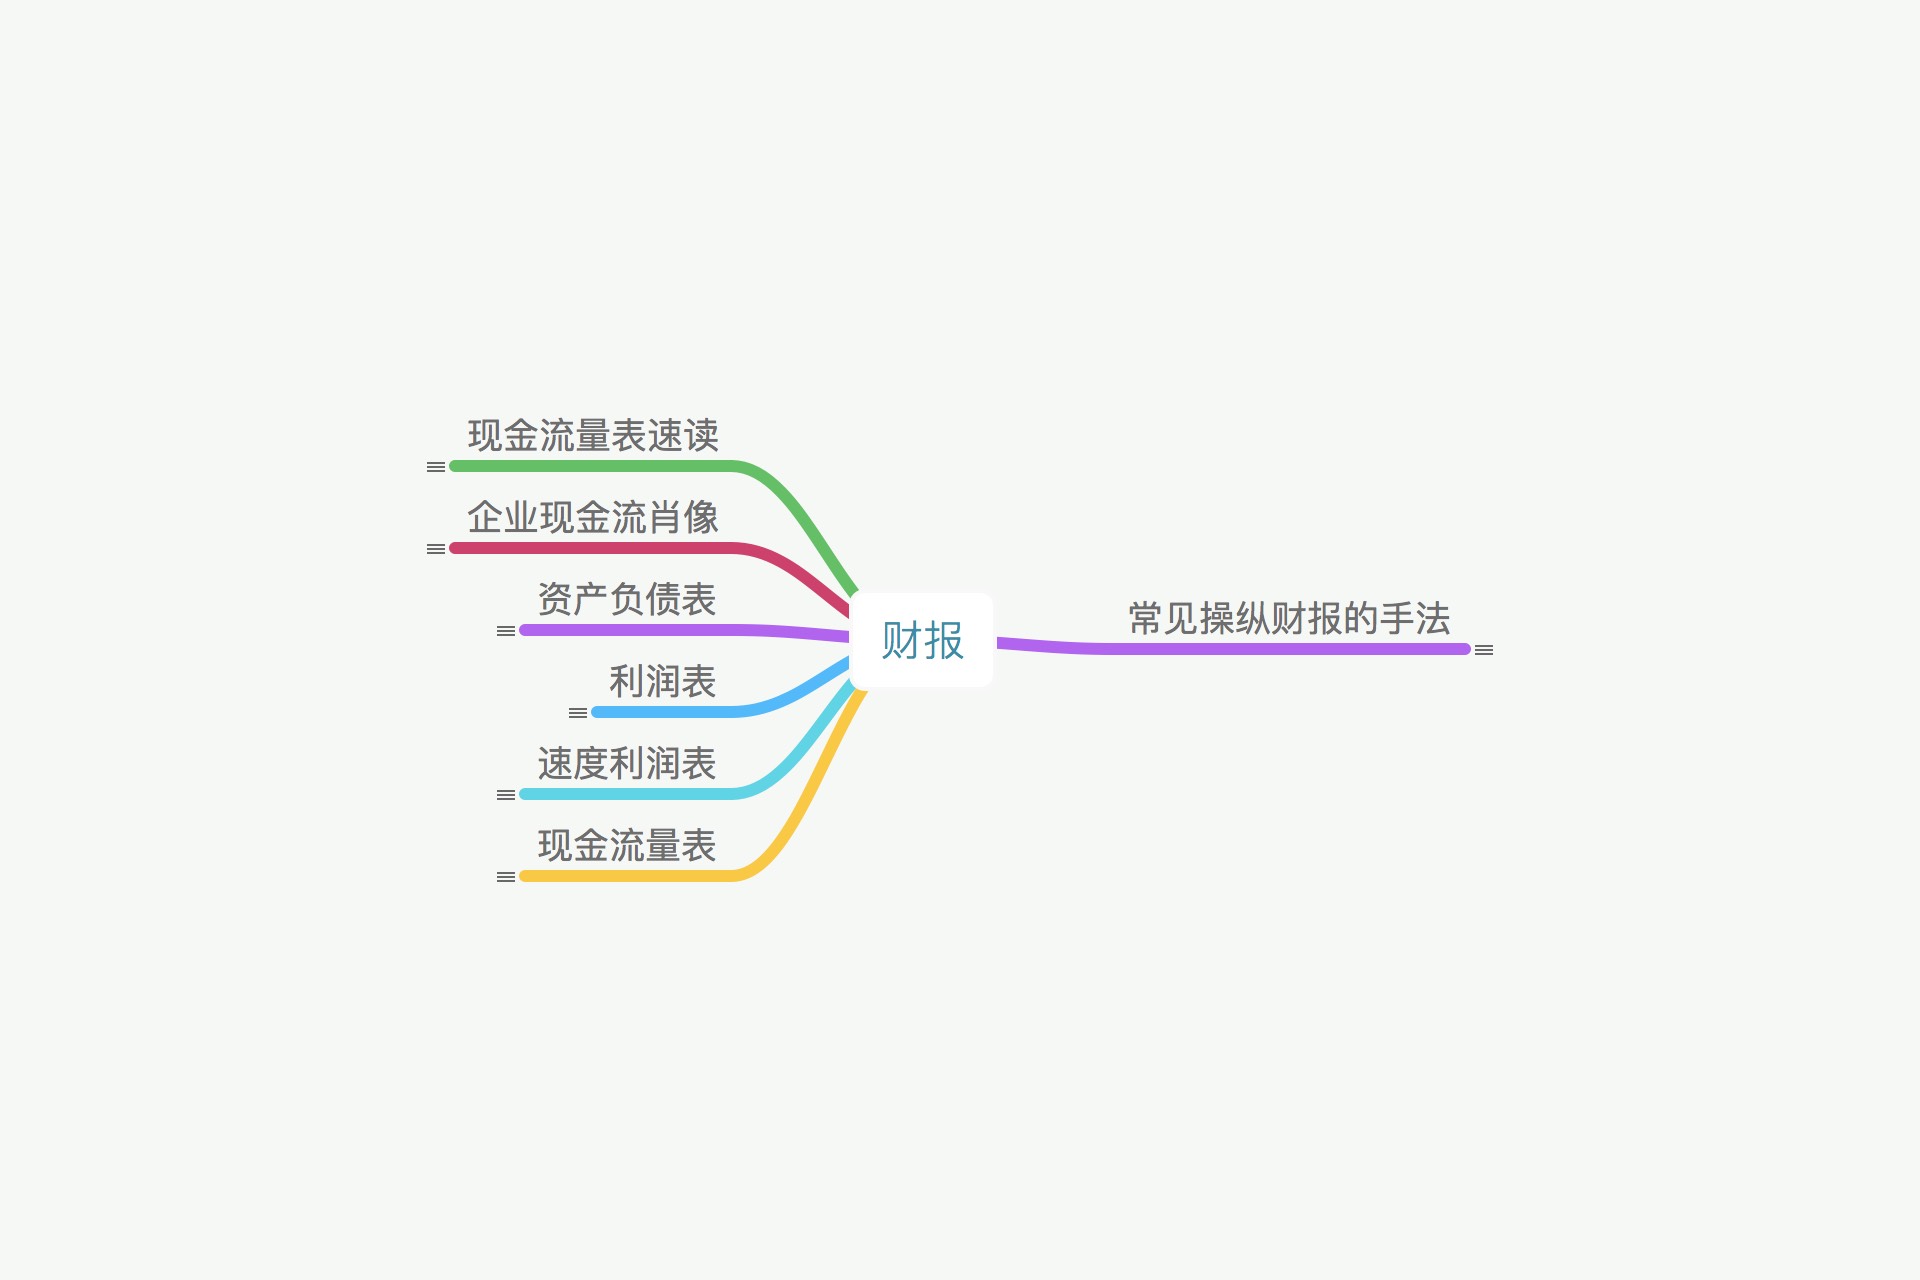 现金流量表速读
企业现金流肖像
资产负债表
利润表
速度利润表
现金流量表
财报
常见操纵财报的手法